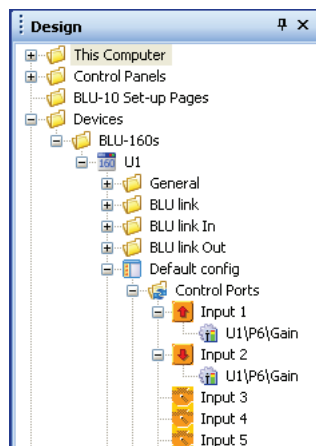 Design
This Computer
Control Panels
BLU-10 Set-up Pages
Devices
BLU-160s
160 U1
General
BLU link
BLU link In
BLU link Out
Default config
Control Ports
Input 1
U1\P6\Gain
Input 2
U1\P6\Gain
Input 3
Input 4
Input 5